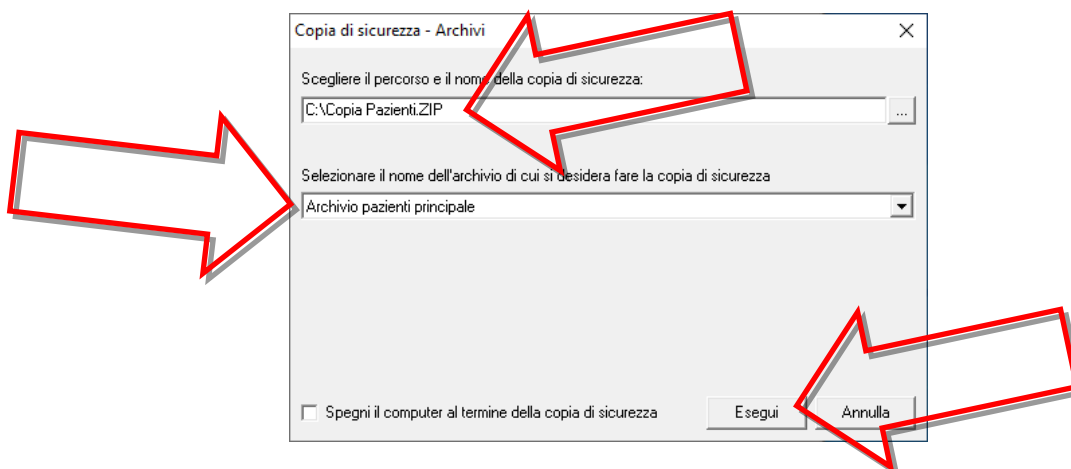 Copia di sicurezza - Archivi
Scegliere il percorso e il nome della copia di sicurezza:
C:\Copia Pazienti.ZIP
...
Selezionare il nome dell'archivio di cui si desidera fare la copia di sicurezza
Archivio pazienti principale
Spegni il computer al termine della copia di sicurezza
Esegui
Annulla